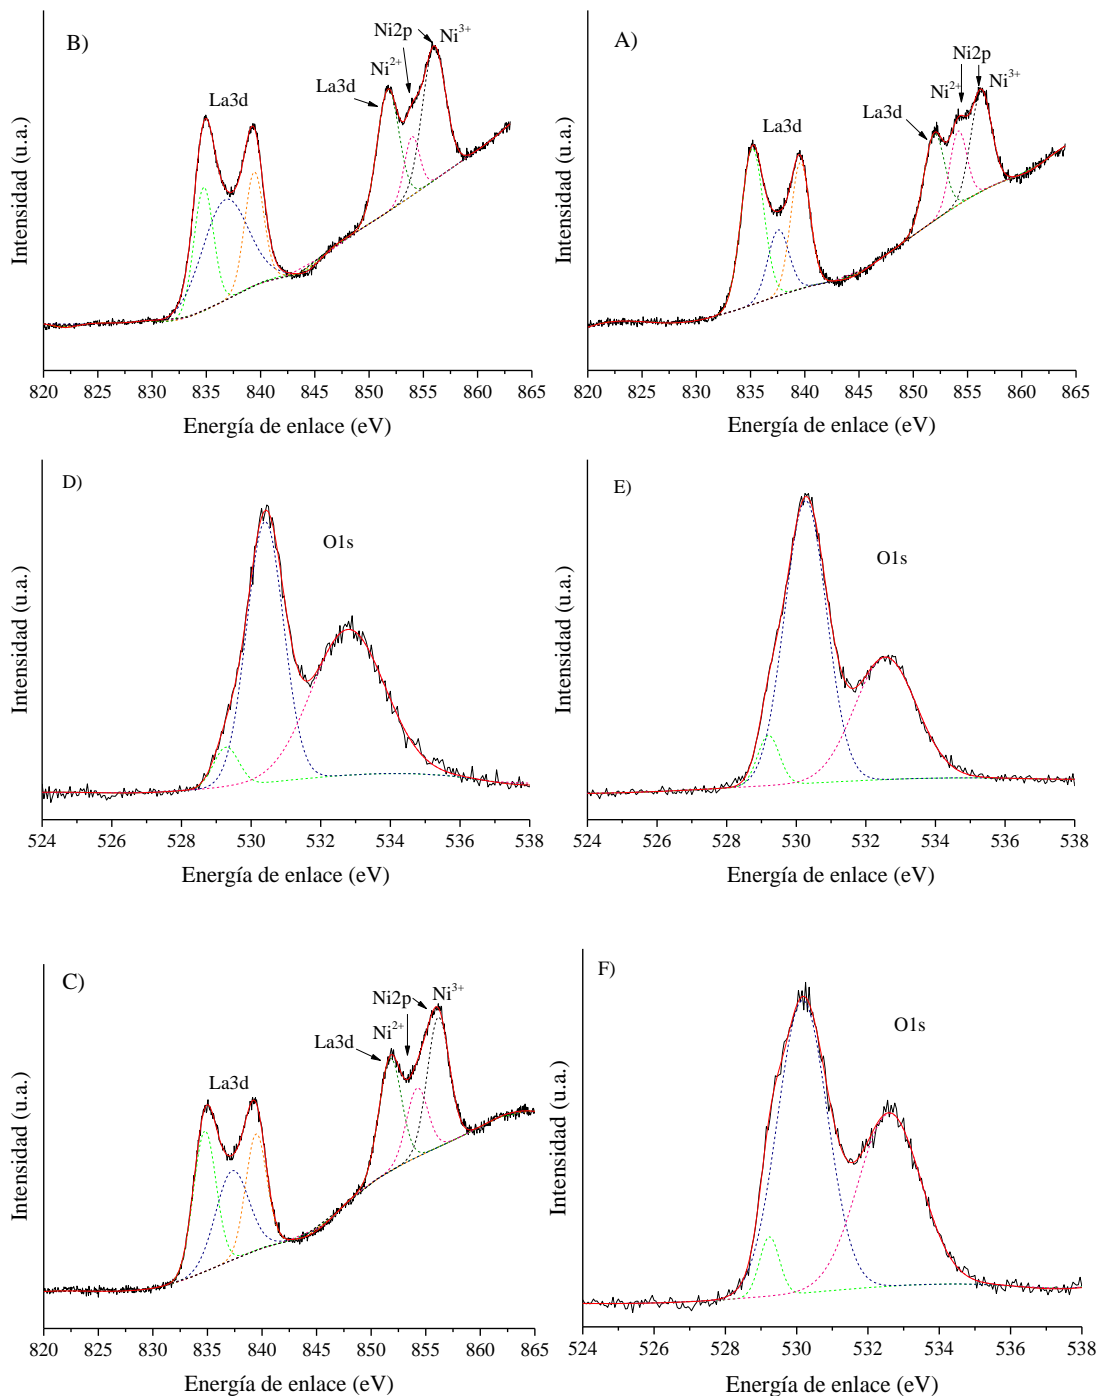 B)
Ni2p
Ni3+
Ni2+
La3d
La3d
Intensidad (u.a.)
820 825 830 835 840 845 850 855 860 865
Energía de enlace (eV)
A)
Ni2p
Ni2+
Ni3+
La3d
La3d
Intensidad (u.a.)
820 825 830 835 840 845 850 855 860 865
Energía de enlace (eV)
D)
O1s
Intensidad (u.a.)
524 526 528 530 532 534 536 538
Energía de enlace (eV)
E)
O1s
Intensidad (u.a.)
524 526 528 530 532 534 536 538
Energía de enlace (eV)
C)
Ni2p
Ni3+
Ni2+
La3d
La3d
Intensidad (u.a.)
820 825 830 835 840 845 850 855 860 865
Energía de enlace (eV)
F)
O1s
Intensidad (u.a.)
524 526 528 530 532 534 536 538
Energía de enlace (eV)